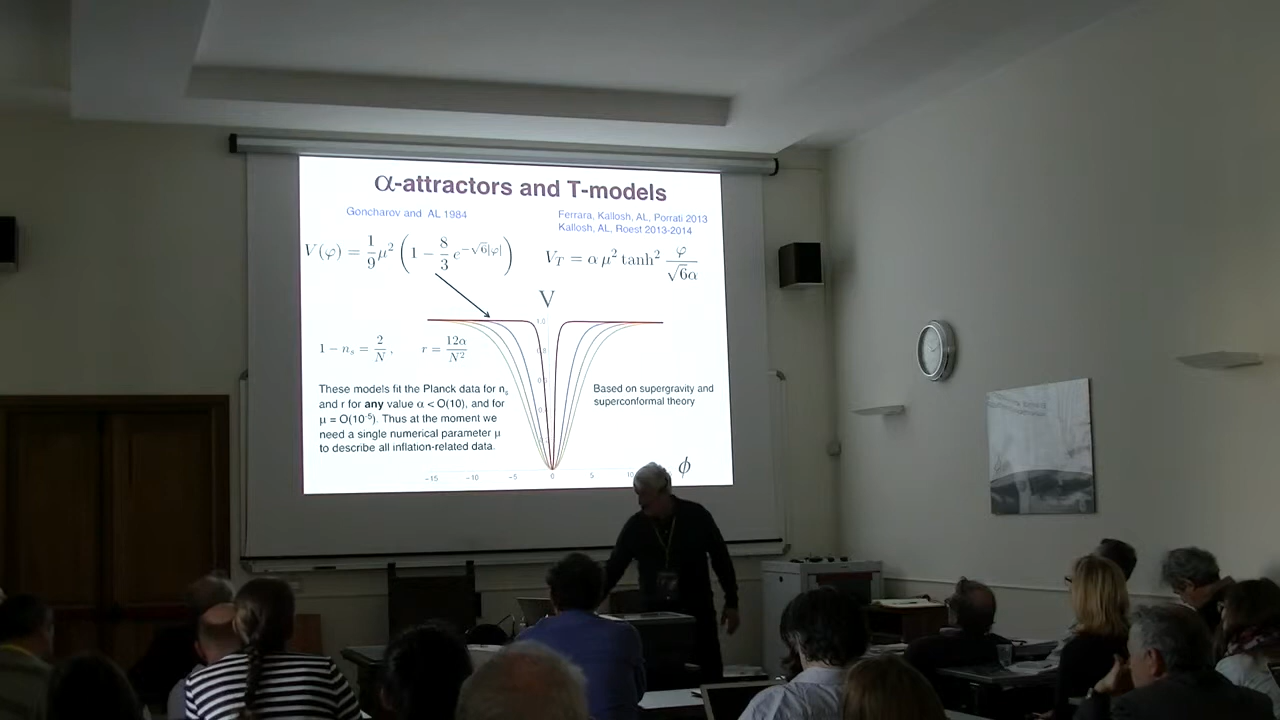 α-attractors and T-models
Goncharov and AL 1984
Ferrara, Kallosh, AL, Porrati 2013
Kallosh, AL, Roest 2013-2014
V(φ) = 1/9 μ² (1 − 8/3 e^{−√6|φ|})
V_T = α μ² tanh² φ/√6α
V
1.0
1 − n_s = 2/N , r = 12α/N²
These models fit the Planck data for n_s
and r for any value α < O(10), and for
μ = O(10⁻⁵). Thus at the moment we
need a single numerical parameter μ
to describe all inflation-related data.
Based on supergravity and
superconformal theory
−15 −10 −5 0 5 10
ϕ